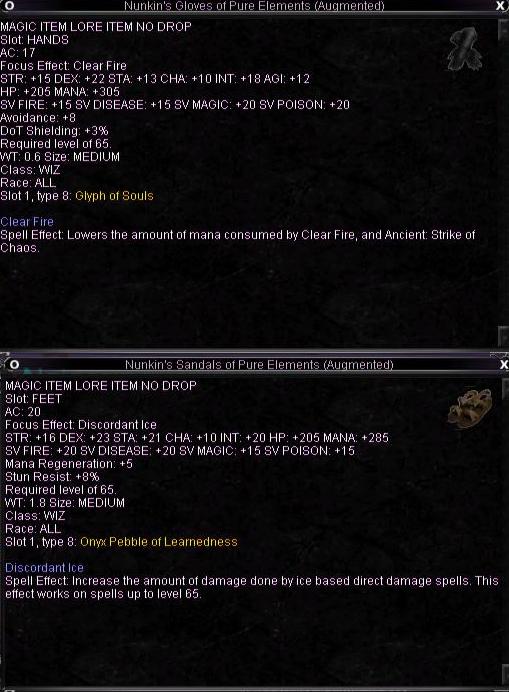 O Nunkin's Gloves of Pure Elements (Augmented) X
MAGIC ITEM LORE ITEM NO DROP
Slot: HANDS
AC: 17
Focus Effect: Clear Fire
STR: +15 DEX: +22 STA: +13 CHA: +10 INT: +18 AGI: +12
HP: +205 MANA: +305
SV FIRE: +15 SV DISEASE: +15 SV MAGIC: +20 SV POISON: +20
Avoidance: +8
DoT Shielding: +3%
Required level of 65.
WT: 0.6 Size: MEDIUM
Class: WIZ
Race: ALL
Slot 1, type 8: Glyph of Souls
Clear Fire
Spell Effect: Lowers the amount of mana consumed by Clear Fire, and Ancient: Strike of
Chaos.
O Nunkin's Sandals of Pure Elements (Augmented) X
MAGIC ITEM LORE ITEM NO DROP
Slot: FEET
AC: 20
Focus Effect: Discordant Ice
STR: +16 DEX: +23 STA: +21 CHA: +10 INT: +20 HP: +205 MANA: +285
SV FIRE: +20 SV DISEASE: +20 SV MAGIC: +15 SV POISON: +15
Mana Regeneration: +5
Stun Resist: +8%
Required level of 65.
WT: 1.8 Size: MEDIUM
Class: WIZ
Race: ALL
Slot 1, type 8: Onyx Pebble of Learnedness
Discordant Ice
Spell Effect: Increase the amount of damage done by ice based direct damage spells. This
effect works on spells up to level 65.